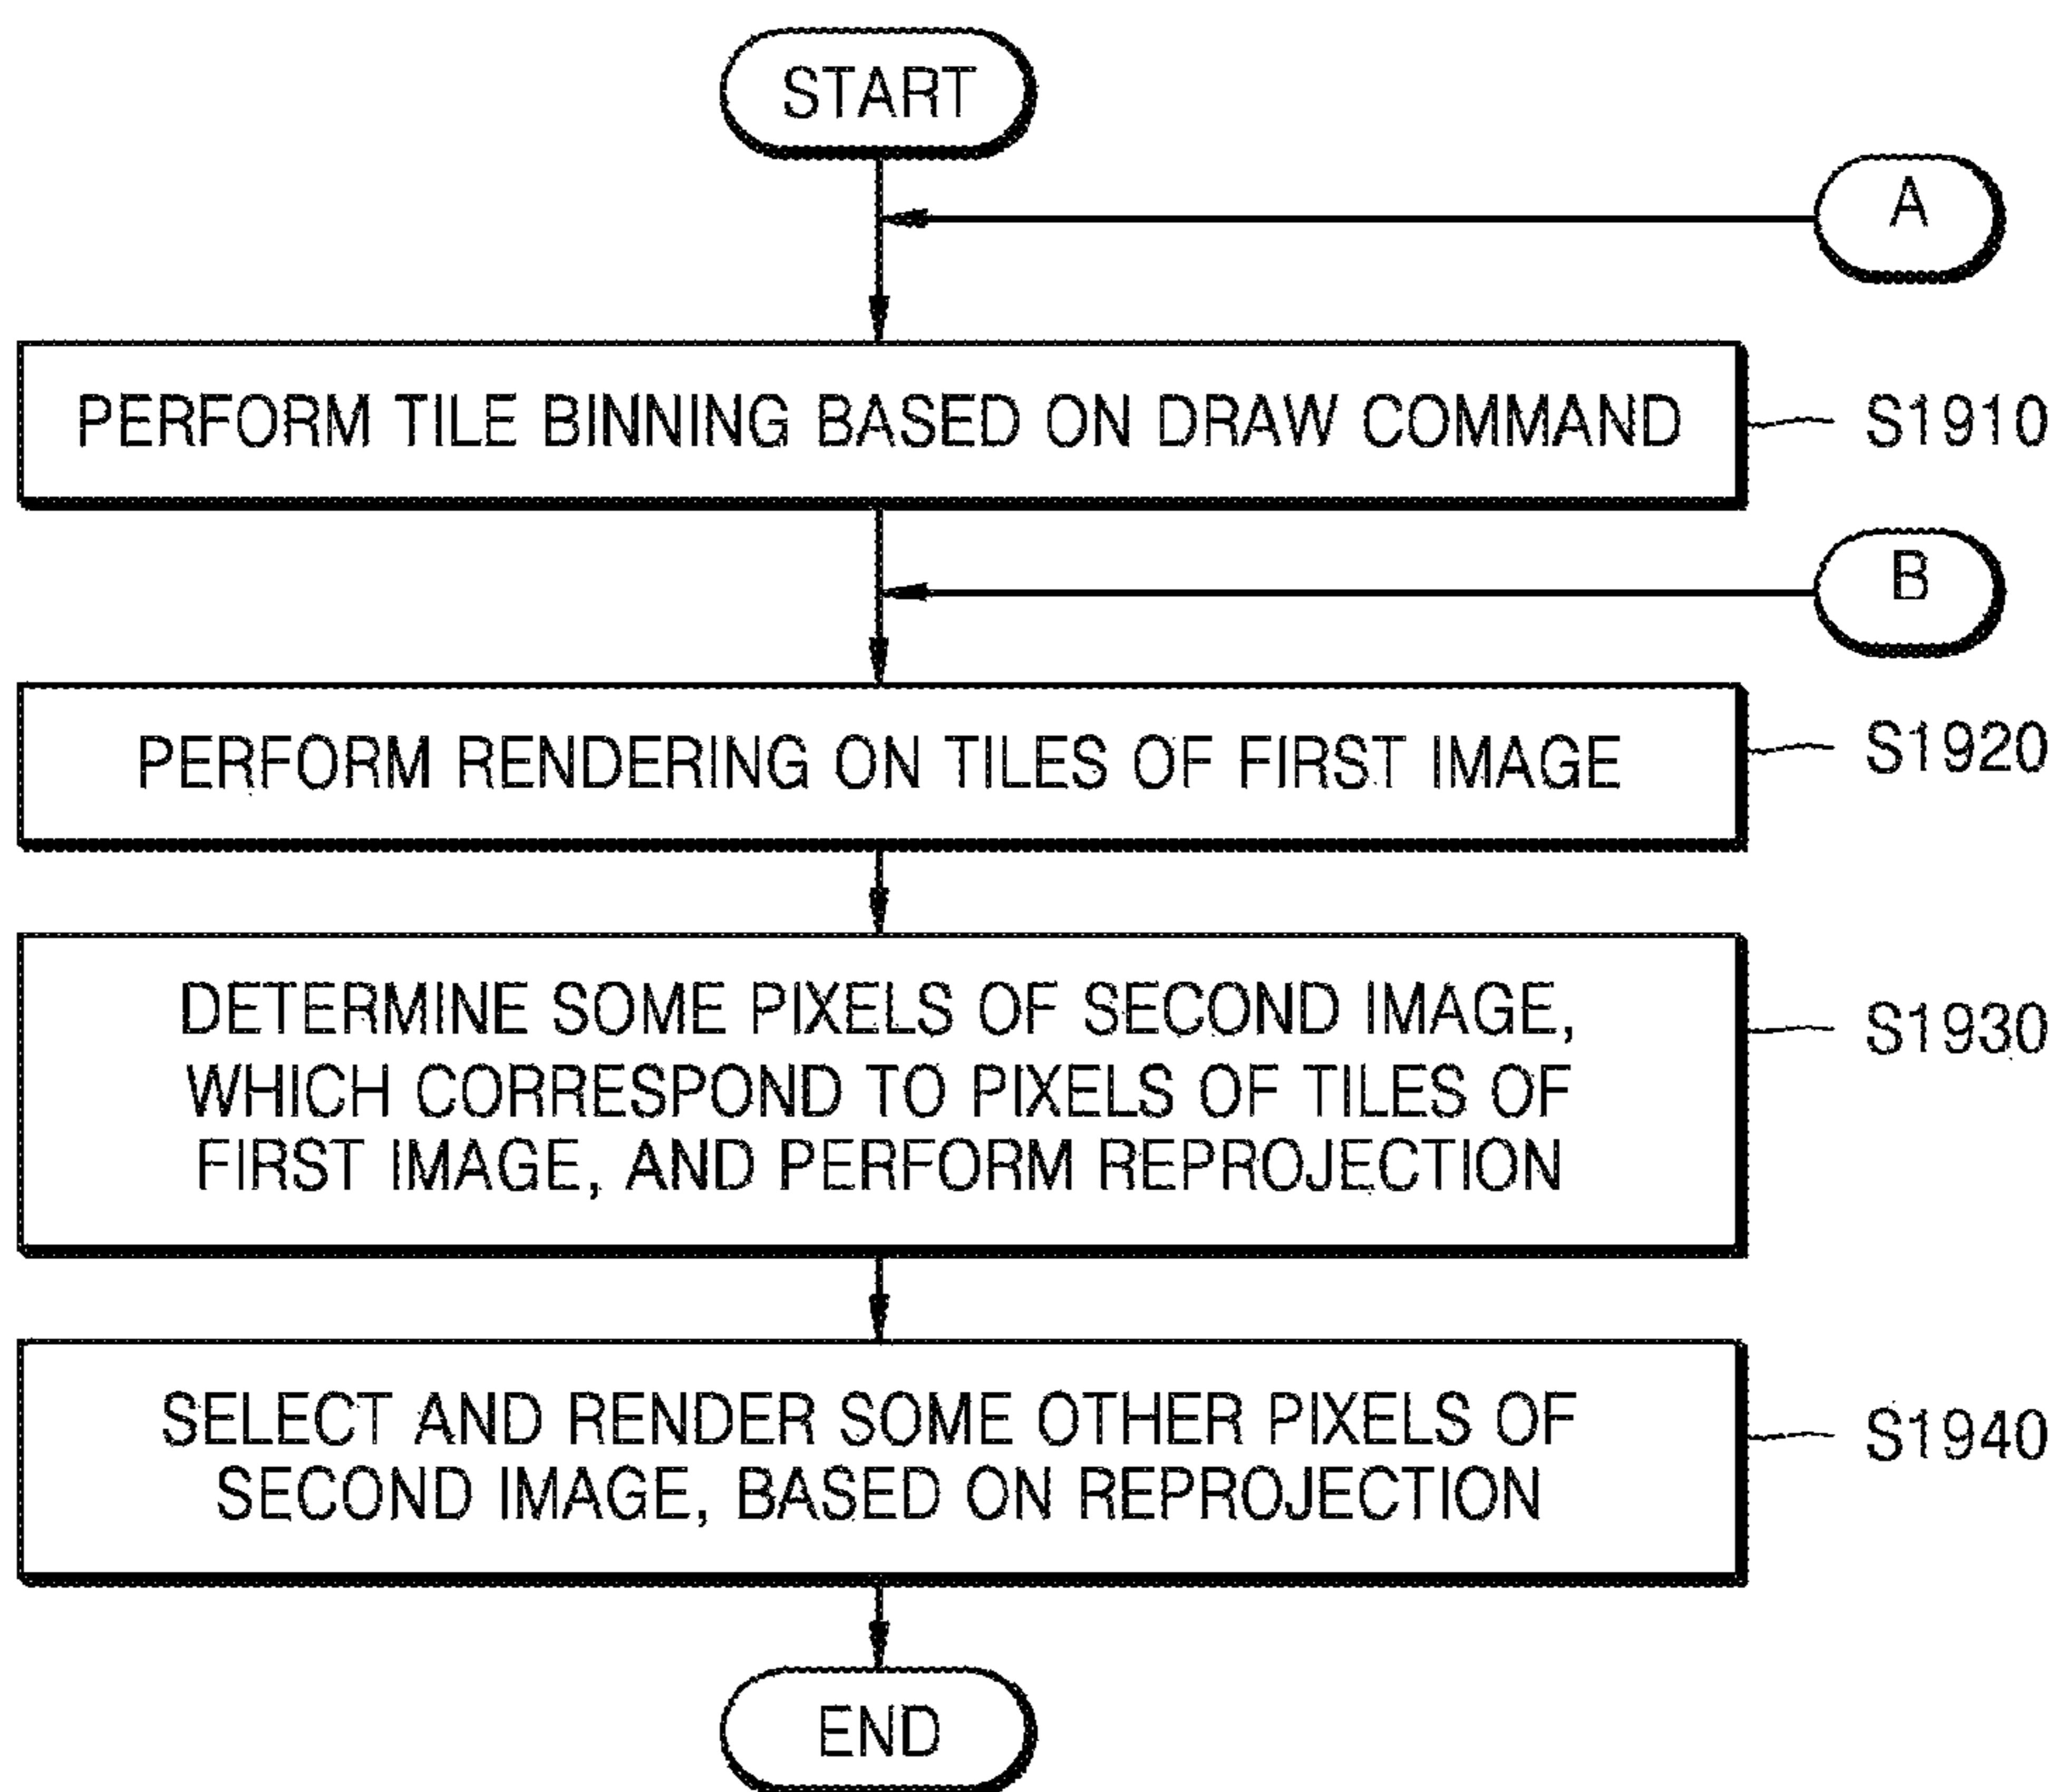 START
A
PERFORM TILE BINNING BASED ON DRAW COMMAND
S1910
B
PERFORM RENDERING ON TILES OF FIRST IMAGE
S1920
DETERMINE SOME PIXELS OF SECOND IMAGE,
WHICH CORRESPOND TO PIXELS OF TILES OF
FIRST IMAGE, AND PERFORM REPROJECTION
S1930
SELECT AND RENDER SOME OTHER PIXELS OF
SECOND IMAGE, BASED ON REPROJECTION
S1940
END